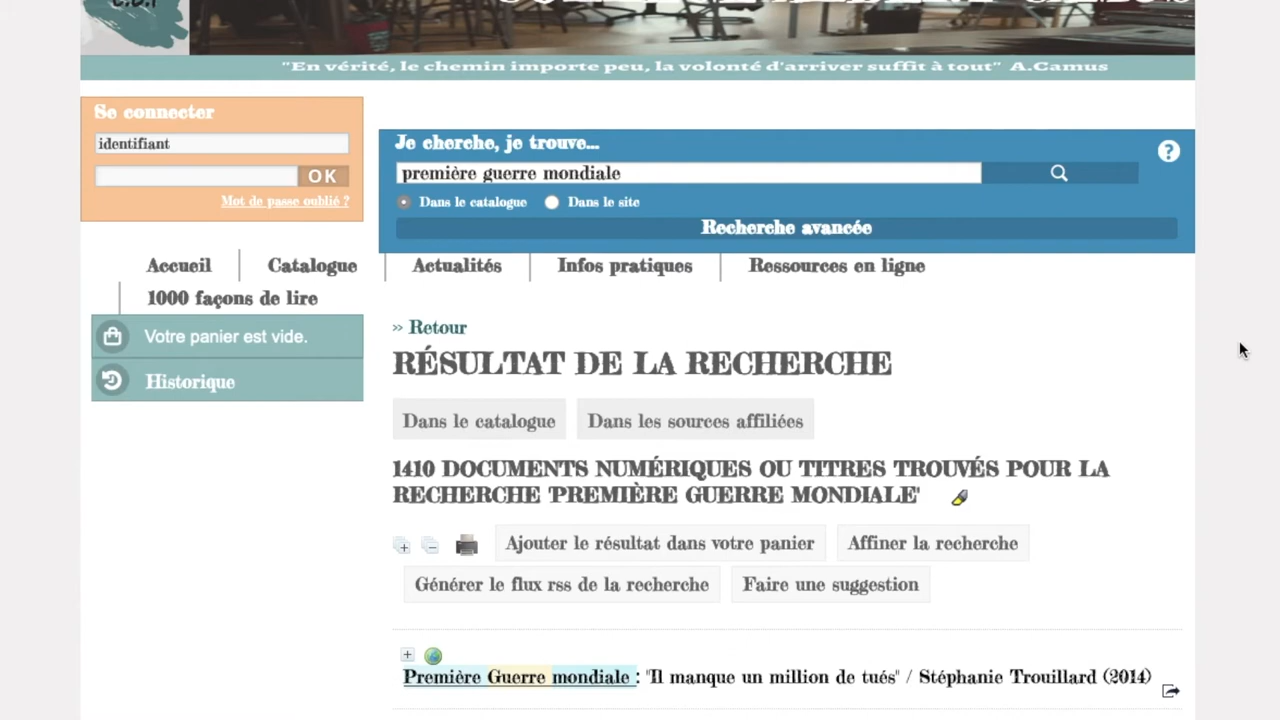 C.D.I
"En vérité, le chemin importe peu, la volonté d'arriver suffit à tout" A.Camus
Se connecter
identifiant
OK
Mot de passe oublié ?
Je cherche, je trouve...
?
première guerre mondiale
Dans le catalogue Dans le site
Recherche avancée
Accueil Catalogue Actualités Infos pratiques Ressources en ligne
1000 façons de lire
Votre panier est vide.
Historique
» Retour
RÉSULTAT DE LA RECHERCHE
Dans le catalogue Dans les sources affiliées
1410 DOCUMENTS NUMÉRIQUES OU TITRES TROUVÉS POUR LA
RECHERCHE 'PREMIÈRE GUERRE MONDIALE'
Ajouter le résultat dans votre panier Affiner la recherche
Générer le flux rss de la recherche Faire une suggestion
Première Guerre mondiale : "Il manque un million de tués" / Stéphanie Trouillard (2014)